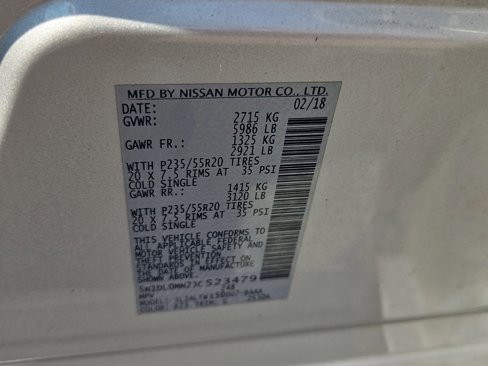 MFD BY NISSAN MOTOR CO., LTD.
DATE: 02/18
GVWR: 2715 KG
5986 LB
GAWR FR.: 1325 KG
2921 LB
WITH P235/55R20 TIRES
20 X 7.5 RIMS AT 35 PSI
COLD SINGLE
GAWR RR.: 1415 KG
3120 LB
WITH P235/55R20 TIRES
20 X 7.5 RIMS AT 35 PSI
COLD SINGLE
THIS VEHICLE CONFORMS TO
ALL APPLICABLE FEDERAL
MOTOR VEHICLE SAFETY AND
THEFT PREVENTION
STANDARDS IN EFFECT ON
THE DATE OF MANUFACTURE
SHOWN ABOVE.
523479
MPV
MODEL:
COLOR: TRIM: